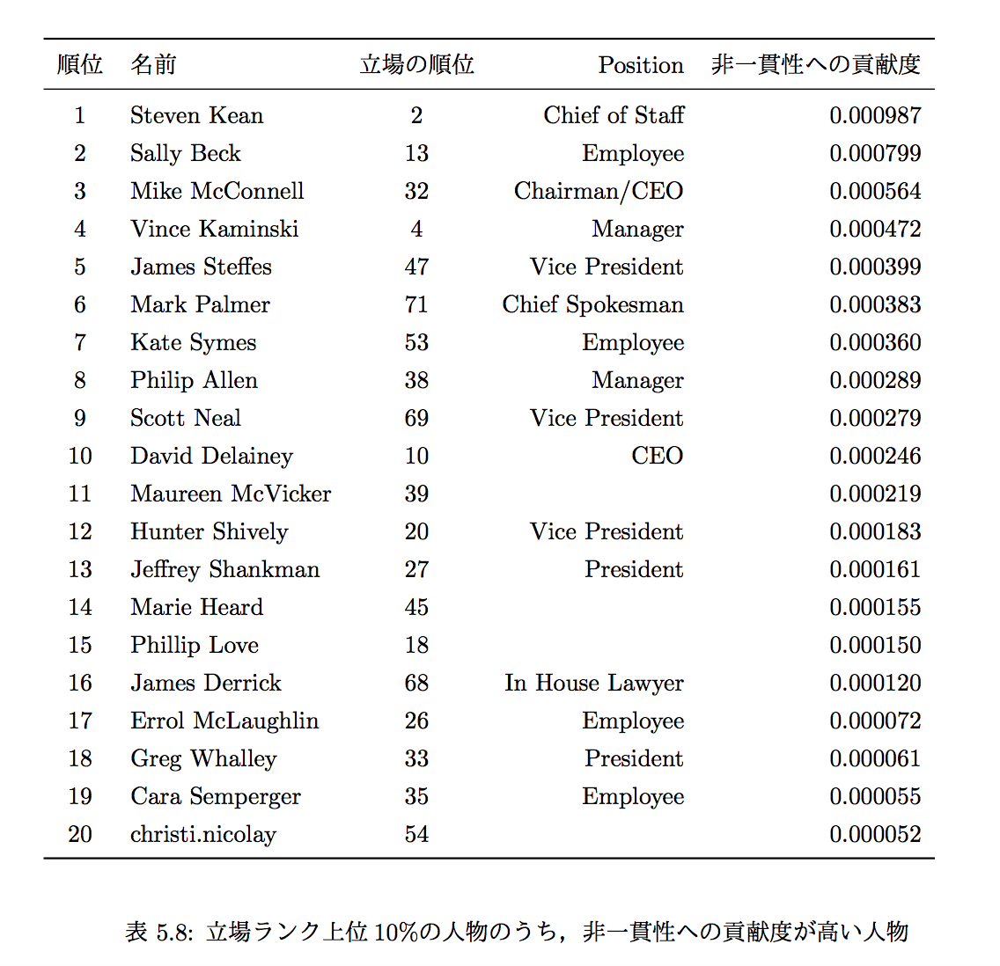 順位 名前 立場の順位 Position 非一貫性への貢献度
1 Steven Kean 2 Chief of Staff 0.000987
2 Sally Beck 13 Employee 0.000799
3 Mike McConnell 32 Chairman/CEO 0.000564
4 Vince Kaminski 4 Manager 0.000472
5 James Steffes 47 Vice President 0.000399
6 Mark Palmer 71 Chief Spokesman 0.000383
7 Kate Symes 53 Employee 0.000360
8 Philip Allen 38 Manager 0.000289
9 Scott Neal 69 Vice President 0.000279
10 David Delainey 10 CEO 0.000246
11 Maureen McVicker 39 0.000219
12 Hunter Shively 20 Vice President 0.000183
13 Jeffrey Shankman 27 President 0.000161
14 Marie Heard 45 0.000155
15 Phillip Love 18 0.000150
16 James Derrick 68 In House Lawyer 0.000120
17 Errol McLaughlin 26 Employee 0.000072
18 Greg Whalley 33 President 0.000061
19 Cara Semperger 35 Employee 0.000055
20 christi.nicolay 54 0.000052
表 5.8: 立場ランク上位 10%の人物のうち，非一貫性への貢献度が高い人物